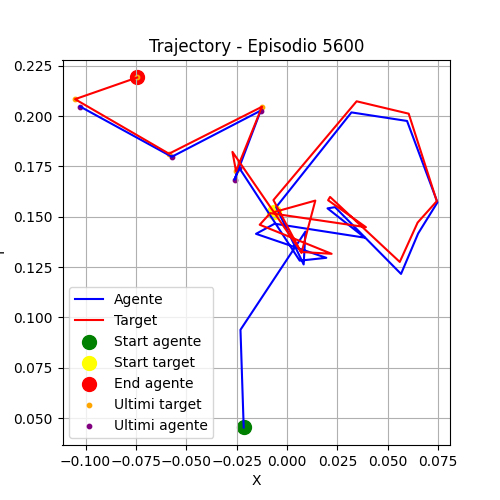 Trajectory - Episodio 5600
0.225
0.200
0.175
0.150
0.125
0.100
0.075
0.050
Agente
Target
Start agente
Start target
End agente
Ultimi target
Ultimi agente
−0.100 −0.075 −0.050 −0.025 0.000 0.025 0.050 0.075
X